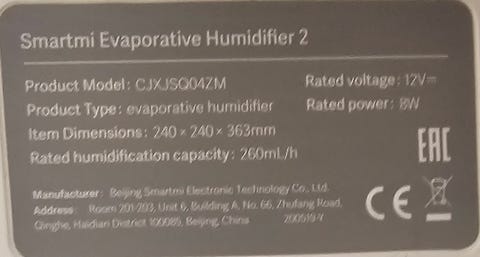 Smartmi Evaporative Humidifier 2
Product Model: CJXJSQ04ZM
Rated voltage: 12V⎓
Product Type: evaporative humidifier
Rated power: 8W
Item Dimensions: 240 × 240 × 363mm
Rated humidification capacity: 260mL/h
EAC
Manufacturer: Beijing Smartmi Electronic Technology Co., Ltd.
Address: Room 201-203, Unit 6, Building A, No. 66, Zhufang Road,
Qinghe, Haidian District 100085, Beijing, China
200519-Y
CE